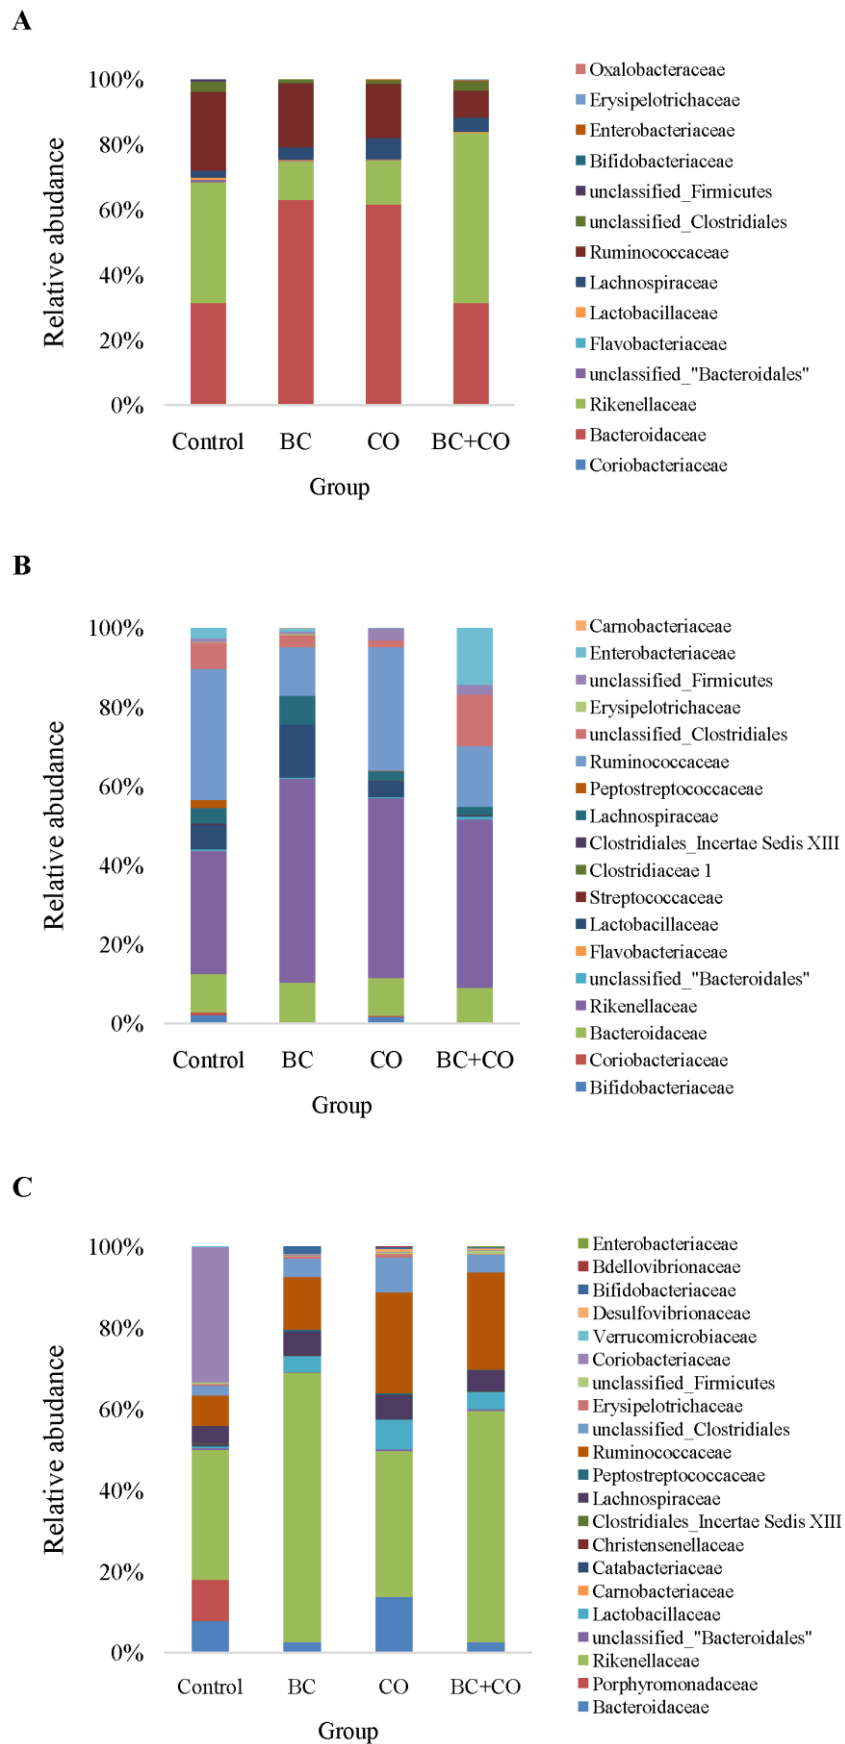 A
100%
80%
60%
40%
20%
0%
Relative abudance
Control
BC
CO
BC+CO
Group
Oxalobacteraceae
Erysipelotrichaceae
Enterobacteriaceae
Bifidobacteriaceae
unclassified_Firmicutes
unclassified_Clostridiales
Ruminococcaceae
Lachnospiraceae
Lactobacillaceae
Flavobacteriaceae
unclassified_"Bacteroidales"
Rikenellaceae
Bacteroidaceae
Coriobacteriaceae
B
100%
80%
60%
40%
20%
0%
Relative abudance
Control
BC
CO
BC+CO
Group
Carnobacteriaceae
Enterobacteriaceae
unclassified_Firmicutes
Erysipelotrichaceae
unclassified_Clostridiales
Ruminococcaceae
Peptostreptococcaceae
Lachnospiraceae
Clostridiales_Incertae Sedis XIII
Clostridiaceae 1
Streptococcaceae
Lactobacillaceae
Flavobacteriaceae
unclassified_"Bacteroidales"
Rikenellaceae
Bacteroidaceae
Coriobacteriaceae
Bifidobacteriaceae
C
100%
80%
60%
40%
20%
0%
Relative abudance
Control
BC
CO
BC+CO
Group
Enterobacteriaceae
Bdellovibrionaceae
Bifidobacteriaceae
Desulfovibrionaceae
Verrucomicrobiaceae
Coriobacteriaceae
unclassified_Firmicutes
Erysipelotrichaceae
unclassified_Clostridiales
Ruminococcaceae
Peptostreptococcaceae
Lachnospiraceae
Clostridiales_Incertae Sedis XIII
Christensenellaceae
Catabacteriaceae
Carnobacteriaceae
Lactobacillaceae
unclassified_"Bacteroidales"
Rikenellaceae
Porphyromonadaceae
Bacteroidaceae